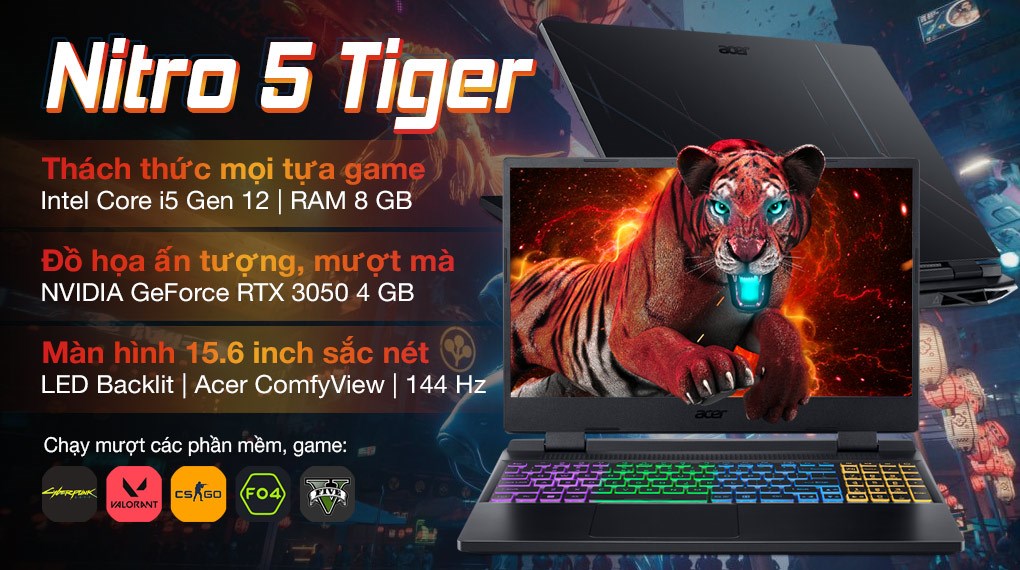 Nitro 5 Tiger
Thách thức mọi tựa game
Intel Core i5 Gen 12 | RAM 8 GB
Đồ họa ấn tượng, mượt mà
NVIDIA GeForce RTX 3050 4 GB
Màn hình 15.6 inch sắc nét
LED Backlit | Acer ComfyView | 144 Hz
Chạy mượt các phần mềm, game:
Cyberpunk
VALORANT
CS GO
FO4
V
FIVE
acer
acer